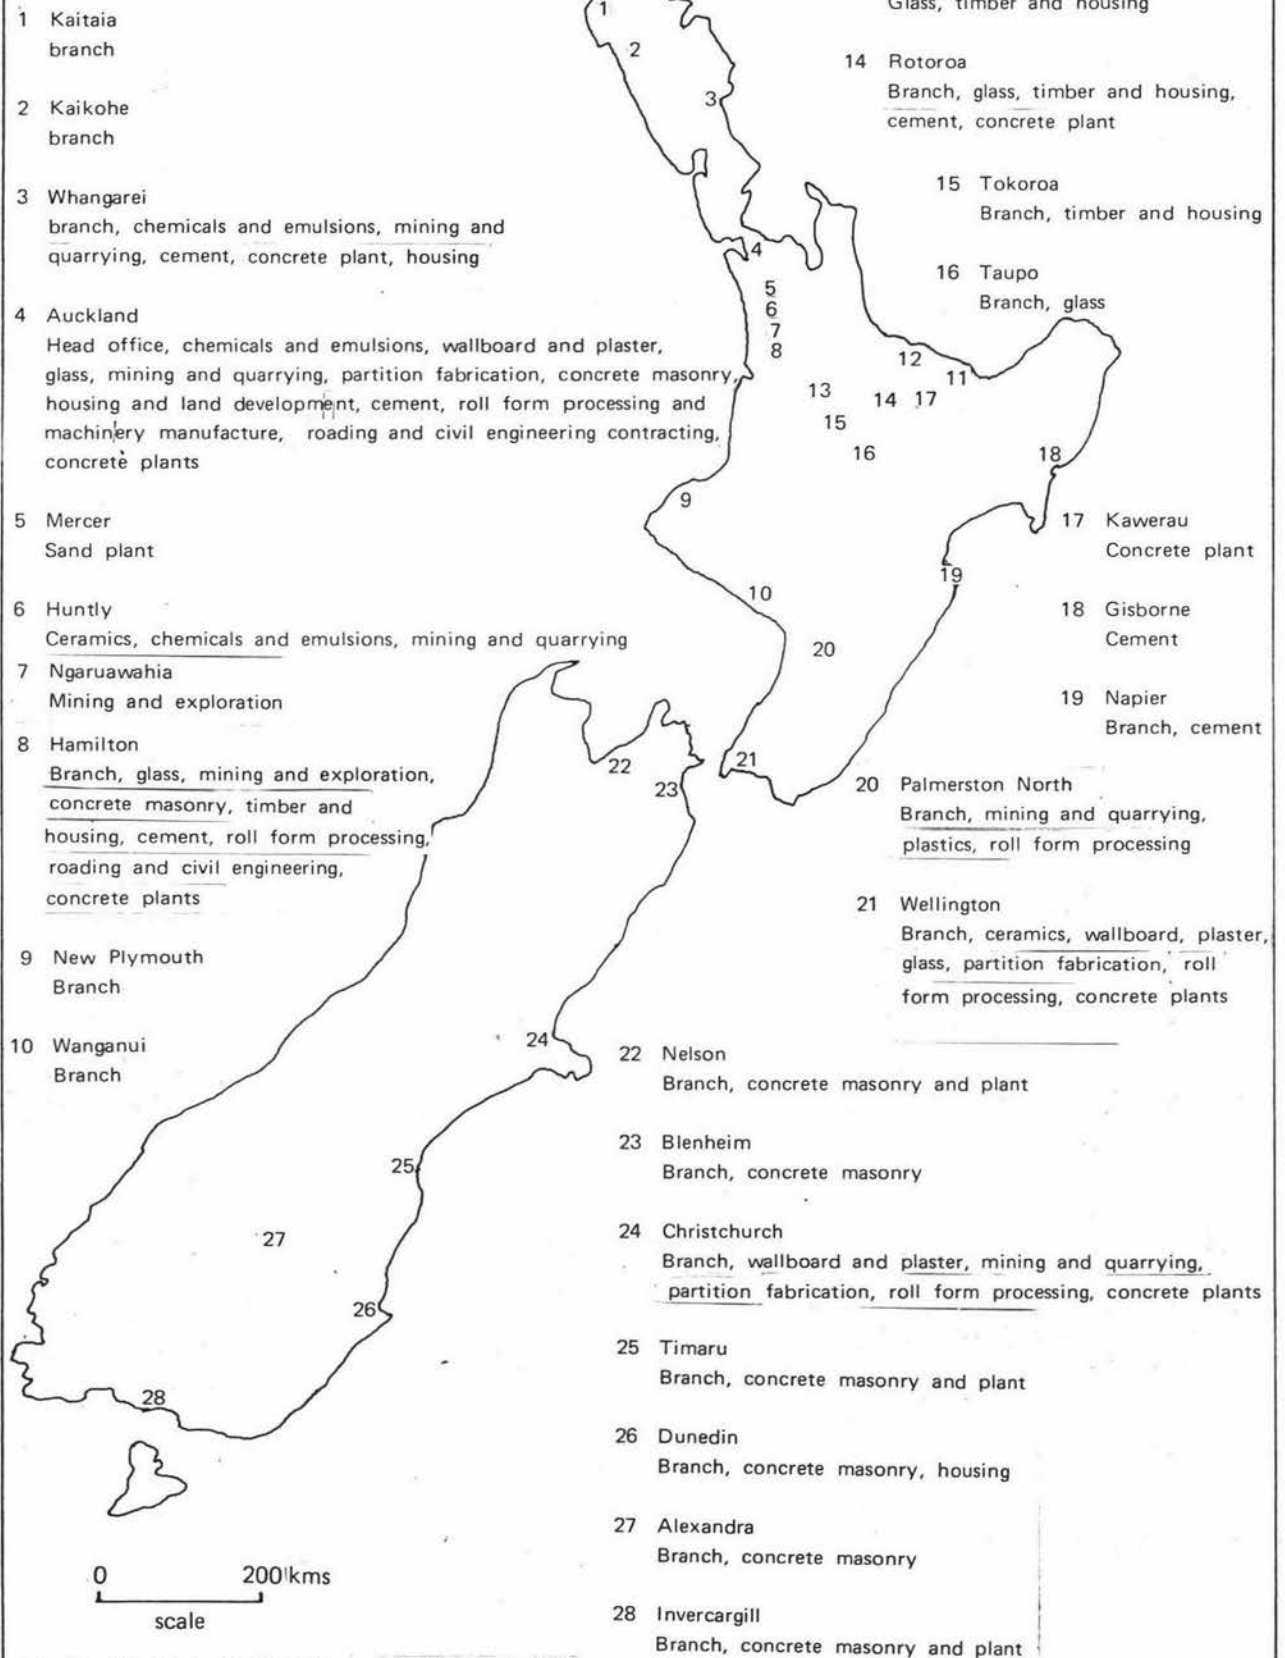 1 Kaitaia
branch
2 Kaikohe
branch
3 Whangarei
branch, chemicals and emulsions, mining and
quarrying, cement, concrete plant, housing
4 Auckland
Head office, chemicals and emulsions, wallboard and plaster,
glass, mining and quarrying, partition fabrication, concrete masonry,
housing and land development, cement, roll form processing and
machinery manufacture, roading and civil engineering contracting,
concrete plants
5 Mercer
Sand plant
6 Huntly
Ceramics, chemicals and emulsions, mining and quarrying
7 Ngaruawahia
Mining and exploration
8 Hamilton
Branch, glass, mining and exploration,
concrete masonry, timber and
housing, cement, roll form processing,
roading and civil engineering,
concrete plants
9 New Plymouth
Branch
10 Wanganui
Branch
Glass, timber and housing
14 Rotoroa
Branch, glass, timber and housing,
cement, concrete plant
15 Tokoroa
Branch, timber and housing
16 Taupo
Branch, glass
17 Kawerau
Concrete plant
18 Gisborne
Cement
19 Napier
Branch, cement
20 Palmerston North
Branch, mining and quarrying,
plastics, roll form processing
21 Wellington
Branch, ceramics, wallboard, plaster,
glass, partition fabrication, roll
form processing, concrete plants
22 Nelson
Branch, concrete masonry and plant
23 Blenheim
Branch, concrete masonry
24 Christchurch
Branch, wallboard and plaster, mining and quarrying,
partition fabrication, roll form processing, concrete plants
25 Timaru
Branch, concrete masonry and plant
26 Dunedin
Branch, concrete masonry, housing
27 Alexandra
Branch, concrete masonry
28 Invercargill
Branch, concrete masonry and plant
1
2
3
4
5
6
7
8
12
11
13
14 17
15
16
18
9
19
10
20
21
22
23
24
25
27
26
28
0 200 kms
scale